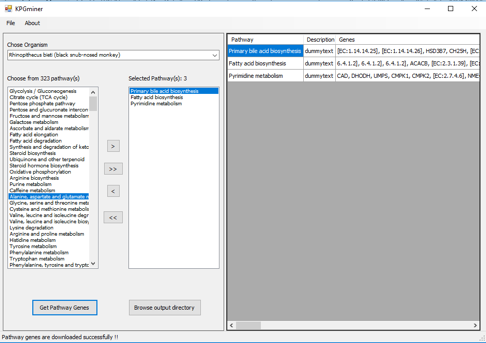 KPGminer
File About
Chose Organism
Rhinopithecus bieti (black snub-nosed monkey)
Choose from 323 pathway(s)
Glycolysis / Gluconeogenesis
Citrate cycle (TCA cycle)
Pentose phosphate pathway
Pentose and glucuronate intercon
Fructose and mannose metabolism
Galactose metabolism
Ascorbate and aldarate metabolism
Fatty acid elongation
Fatty acid degradation
Synthesis and degradation of keto
Steroid biosynthesis
Ubiquinone and other terpenoid
Steroid hormone biosynthesis
Oxidative phosphorylation
Arginine biosynthesis
Purine metabolism
Caffeine metabolism
Alanine, aspartate and glutamate m
Glycine, serine and threonine meta
Cysteine and methionine metabolis
Valine, leucine and isoleucine degr
Valine, leucine and isoleucine biosy
Lysine degradation
Arginine and proline metabolism
Histidine metabolism
Tyrosine metabolism
Phenylalanine metabolism
Tryptophan metabolism
Phenylalanine, tyrosine and trypto
>
>>
<
<<
Selected Pathway(s): 3
Primary bile acid biosynthesis
Fatty acid biosynthesis
Pyrimidine metabolism
Get Pathway Genes
Browse output directory
Pathway Description Genes
Primary bile acid biosynthesis dummytext [EC:1.14.14.25], [EC:1.14.14.26], HSD3B7, CH25H, [EC
Fatty acid biosynthesis dummytext 6.4.1.2], 6.4.1.2], ACACB, [EC:2.3.1.39], [EC:
Pyrimidine metabolism dummytext CAD, DHODH, UMPS, CMPK1, CMPK2, [EC:2.7.4.6], NME
Pathway genes are downloaded successfully !!